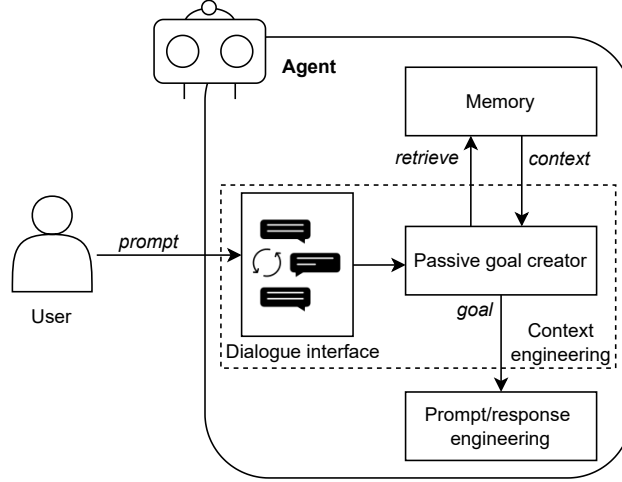 Agent
Memory
retrieve
context
prompt
Passive goal creator
User
goal
Dialogue interface
Context
engineering
Prompt/response
engineering